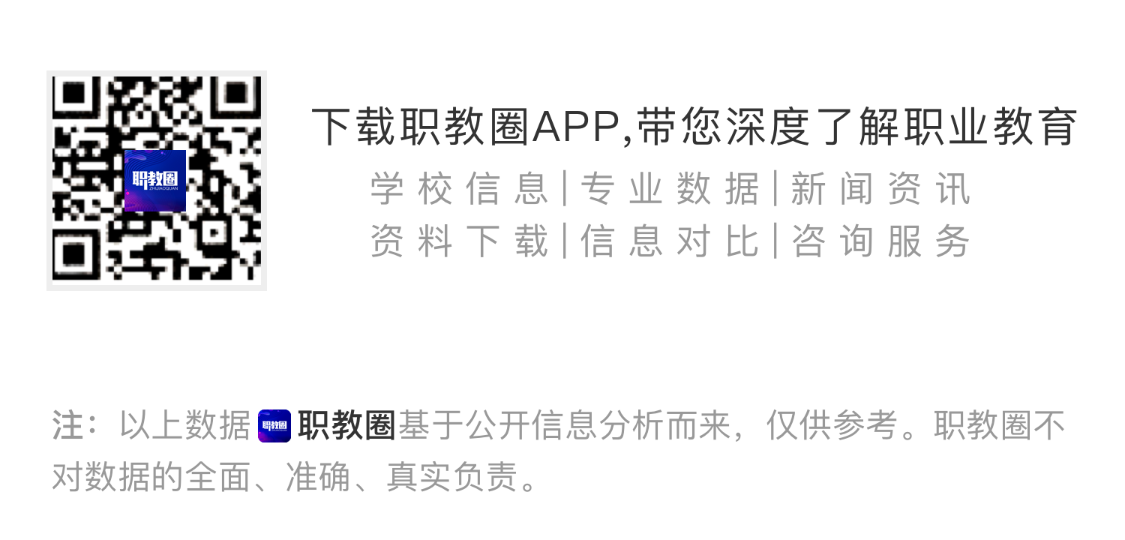 下载职教圈APP,带您深度了解职业教育
学校信息|专业数据|新闻资讯
资料下载|信息对比|咨询服务
职教圈
ZHIJIAOQUAN
注：以上数据 职教圈 职教圈基于公开信息分析而来，仅供参考。职教圈不
对数据的全面、准确、真实负责。